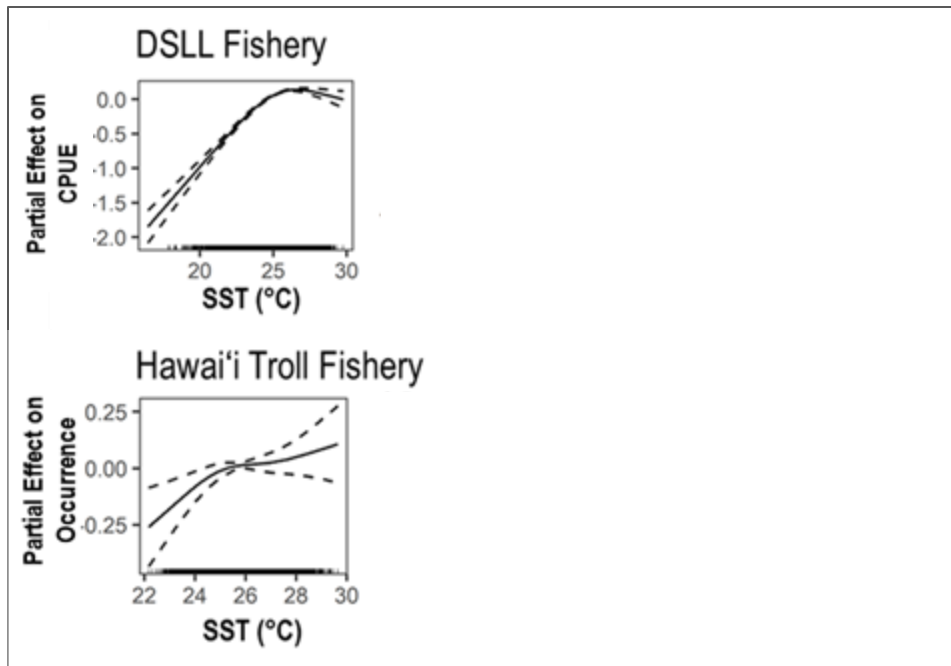 DSLL Fishery
Partial Effect on
CPUE
0.0
-0.5
-1.0
-1.5
-2.0
20 25 30
SST (°C)
Hawai‘i Troll Fishery
Partial Effect on
Occurrence
0.25
0.00
-0.25
22 24 26 28 30
SST (°C)